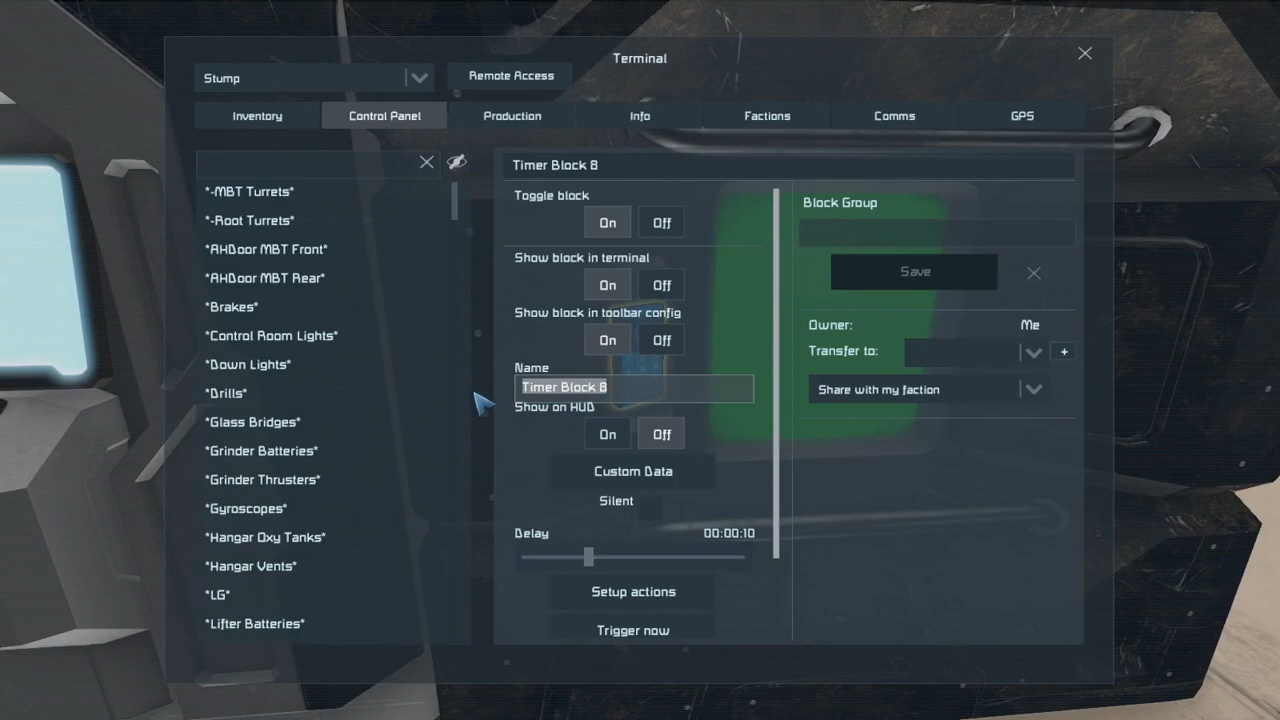 Terminal
Stump
Remote Access
Inventory
Control Panel
Production
Info
Factions
Comms
GPS
*-MBT Turrets*
*-Root Turrets*
*AHDoor MBT Front*
*AHDoor MBT Rear*
*Brakes*
*Control Room Lights*
*Down Lights*
*Drills*
*Glass Bridges*
*Grinder Batteries*
*Grinder Thrusters*
*Gyroscopes*
*Hangar Oxy Tanks*
*Hangar Vents*
*LG*
*Lifter Batteries*
Timer Block 8
Toggle block
On Off
Show block in terminal
On Off
Show block in toolbar config
On Off
Name
Timer Block 8
Show on HUD
On Off
Custom Data
Silent
Delay 00:00:10
Setup actions
Trigger now
Block Group
Save
Owner: Me
Transfer to:
Share with my faction